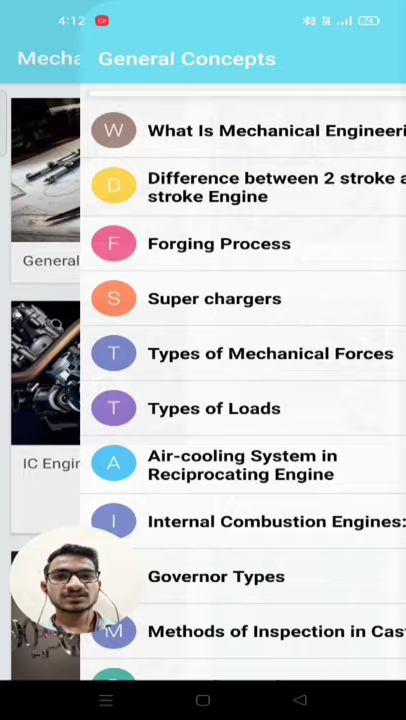 4:12
Mecha
General Concepts
W What Is Mechanical Engineeri
D Difference between 2 stroke a
stroke Engine
General
F Forging Process
S Super chargers
T Types of Mechanical Forces
T Types of Loads
A Air-cooling System in
Reciprocating Engine
IC Engin
I Internal Combustion Engines:
Governor Types
M Methods of Inspection in Cas